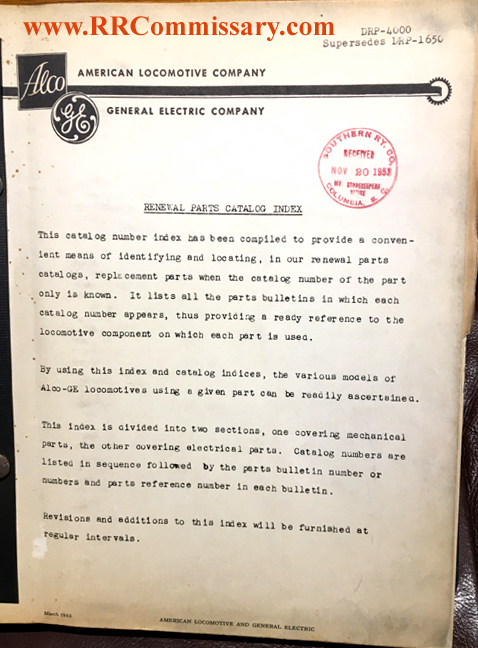 www.RRCommissary.com
DRP-4000
Supersedes DRP-1650
Alco
AMERICAN LOCOMOTIVE COMPANY
GE
GENERAL ELECTRIC COMPANY
SOUTHERN RY. CO.
RECEIVED
NOV 20 1953
COLUMBIA, S. C.
RENEWAL PARTS CATALOG INDEX
This catalog number index has been compiled to provide a conven-
ient means of identifying and locating, in our renewal parts
catalogs, replacement parts when the catalog number of the part
only is known. It lists all the parts bulletins in which each
catalog number appears, thus providing a ready reference to the
locomotive component on which each part is used.
By using this index and catalog indices, the various models of
Alco-GE locomotives using a given part can be readily ascertained.
This index is divided into two sections, one covering mechanical
parts, the other covering electrical parts. Catalog numbers are
listed in sequence followed by the parts bulletin number or
numbers and parts reference number in each bulletin.
Revisions and additions to this index will be furnished at
regular intervals.
March
AMERICAN LOCOMOTIVE AND GENERAL ELECTRIC